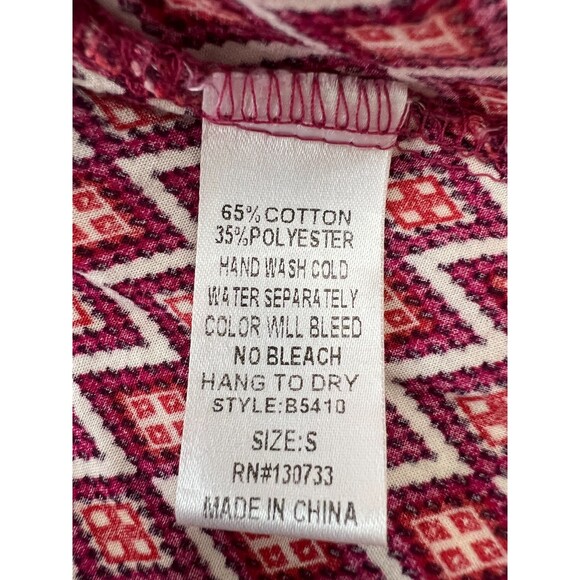 65% COTTON
35%POLYESTER
HAND WASH COLD
WATER SEPARATELY
COLOR WILL BLEED
NO BLEACH
HANG TO DRY
STYLE:B5410
SIZE:S
RN#130733
MADE IN CHINA